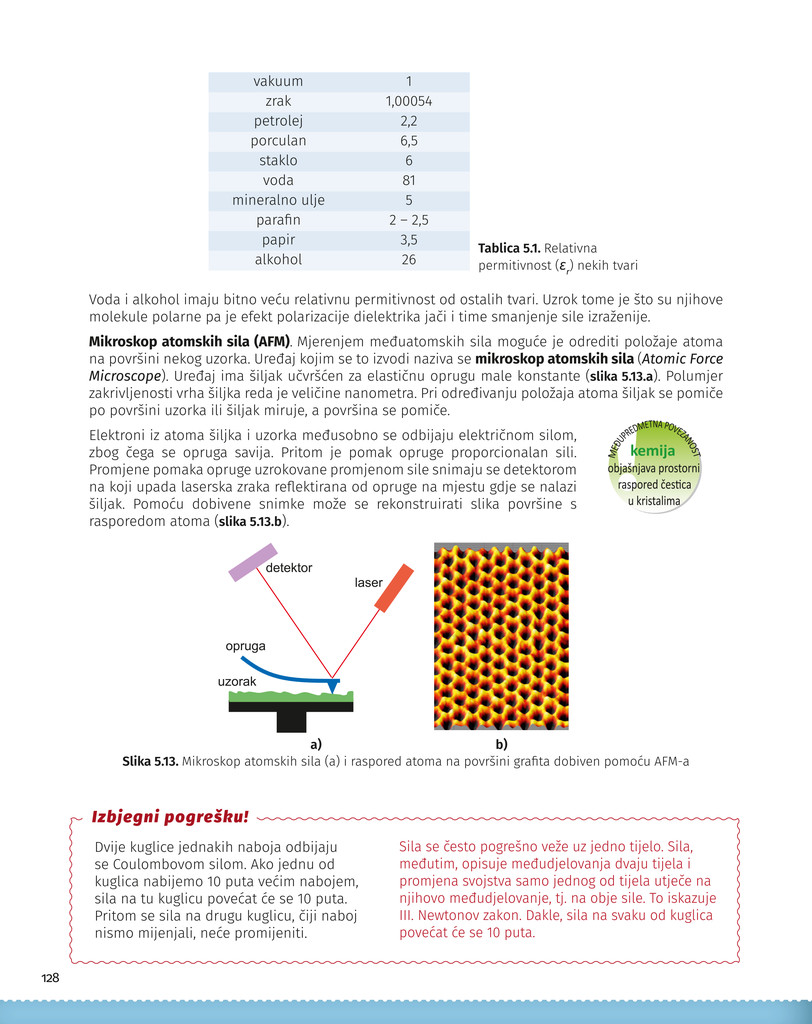 vakuum 1
zrak 1,00054
petrolej 2,2
porculan 6,5
staklo 6
voda 81
mineralno ulje 5
parafin 2 – 2,5
papir 3,5
alkohol 26
Tablica 5.1. Relativna
permitivnost (εr) nekih tvari
Voda i alkohol imaju bitno veću relativnu permitivnost od ostalih tvari. Uzrok tome je što su njihove
molekule polarne pa je efekt polarizacije dielektrika jači i time smanjenje sile izraženije.
Mikroskop atomskih sila (AFM). Mjerenjem međuatomskih sila moguće je odrediti položaje atoma
na površini nekog uzorka. Uređaj kojim se to izvodi naziva se mikroskop atomskih sila (Atomic Force
Microscope). Uređaj ima šiljak učvršćen za elastičnu oprugu male konstante (slika 5.13.a). Polumjer
zakrivljenosti vrha šiljka reda je veličine nanometra. Pri određivanju položaja atoma šiljak se pomiče
po površini uzorka ili šiljak miruje, a površina se pomiče.
Elektroni iz atoma šiljka i uzorka međusobno se odbijaju električnom silom,
zbog čega se opruga savija. Pritom je pomak opruge proporcionalan sili.
Promjene pomaka opruge uzrokovane promjenom sile snimaju se detektorom
na koji upada laserska zraka reflektirana od opruge na mjestu gdje se nalazi
šiljak. Pomoću dobivene snimke može se rekonstruirati slika površine s
rasporedom atoma (slika 5.13.b).
MEĐUPREDMETNA POVEZANOST
kemija
objašnjava prostorni
raspored čestica
u kristalima
detektor
laser
opruga
uzorak
a) b)
Slika 5.13. Mikroskop atomskih sila (a) i raspored atoma na površini grafita dobiven pomoću AFM-a
Izbjegni pogrešku!
Dvije kuglice jednakih naboja odbijaju
se Coulombovom silom. Ako jednu od
kuglica nabijemo 10 puta većim nabojem,
sila na tu kuglicu povećat će se 10 puta.
Pritom se sila na drugu kuglicu, čiji naboj
nismo mijenjali, neće promijeniti.
Sila se često pogrešno veže uz jedno tijelo. Sila,
međutim, opisuje međudjelovanja dvaju tijela i
promjena svojstva samo jednog od tijela utječe na
njihovo međudjelovanje, tj. na obje sile. To iskazuje
III. Newtonov zakon. Dakle, sila na svaku od kuglica
povećat će se 10 puta.
128